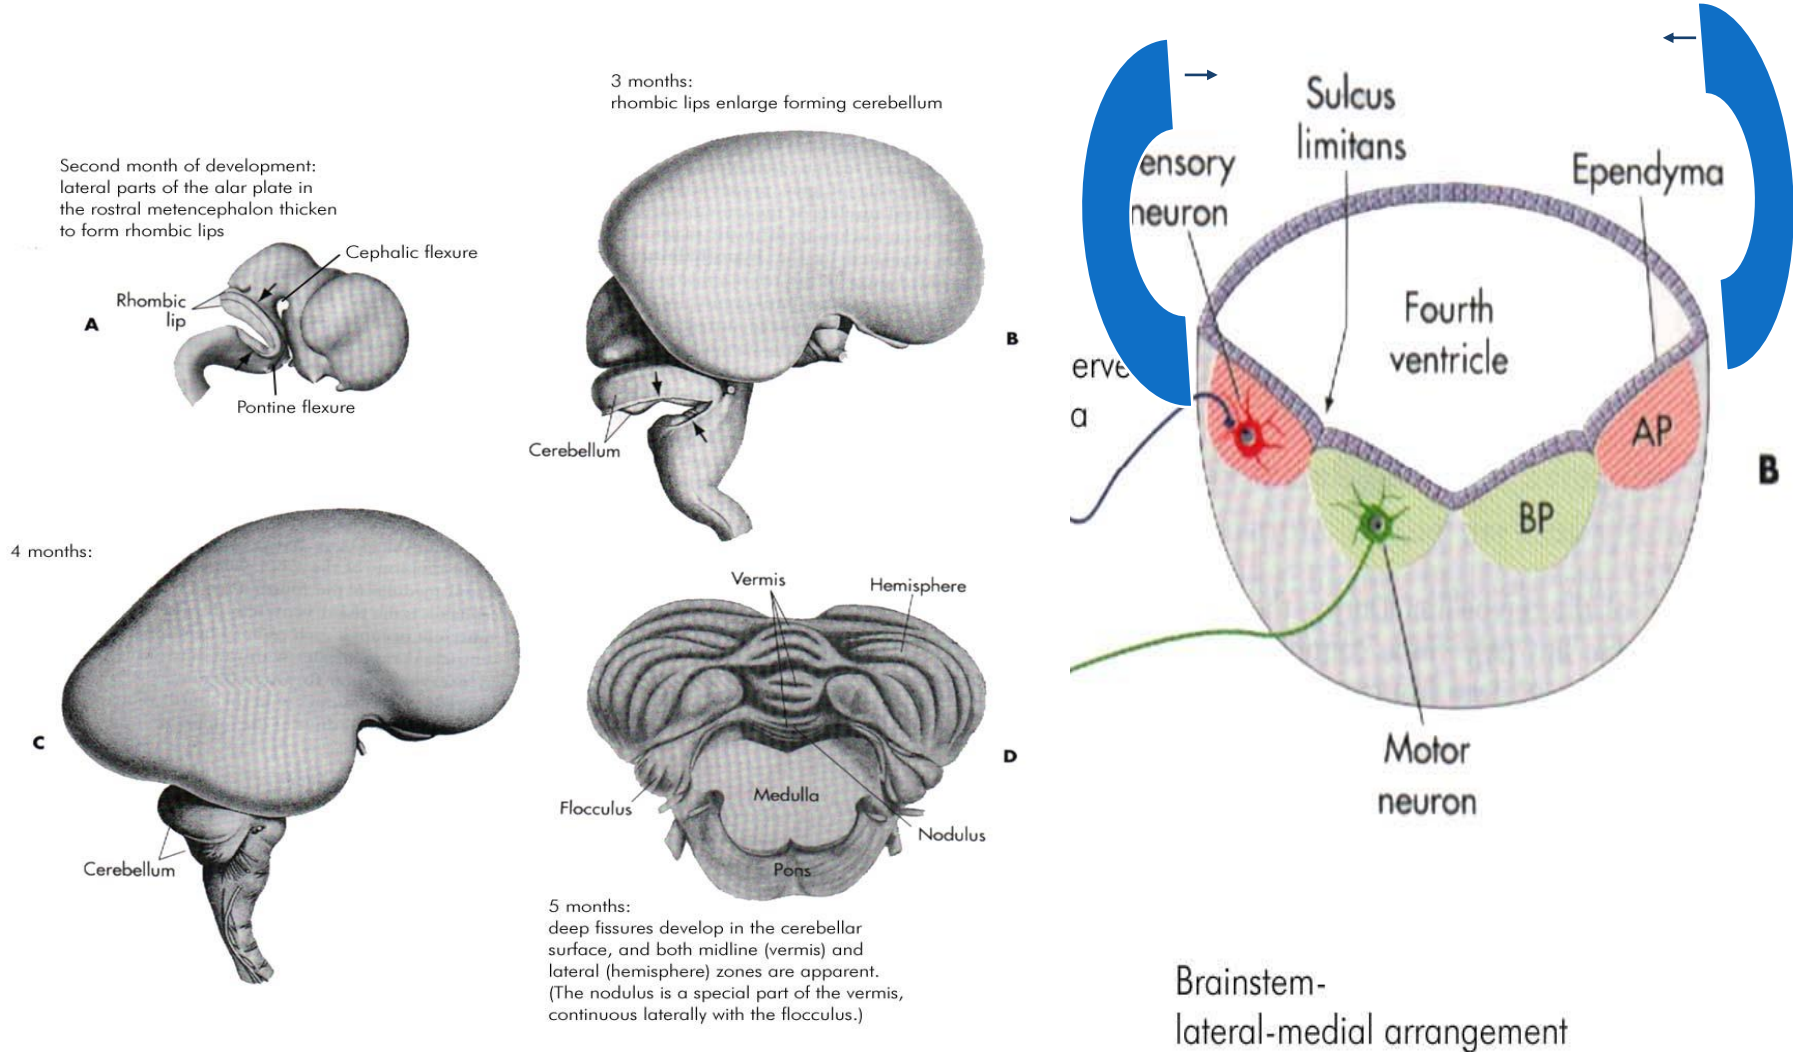 Second month of development:
lateral parts of the alar plate in
the rostral metencephalon thicken
to form rhombic lips
Cephalic flexure
Rhombic
lip
A
Pontine flexure
3 months:
rhombic lips enlarge forming cerebellum
B
Cerebellum
4 months:
C
Cerebellum
Vermis
Hemisphere
D
Medulla
Flocculus
Nodulus
Pons
5 months:
deep fissures develop in the cerebellar
surface, and both midline (vermis) and
lateral (hemisphere) zones are apparent.
(The nodulus is a special part of the vermis,
continuous laterally with the flocculus.)
Sulcus
limitans
ensory
neuron
Ependyma
Fourth
ventricle
erve
a
AP
BP
B
Motor
neuron
Brainstem-
lateral-medial arrangement